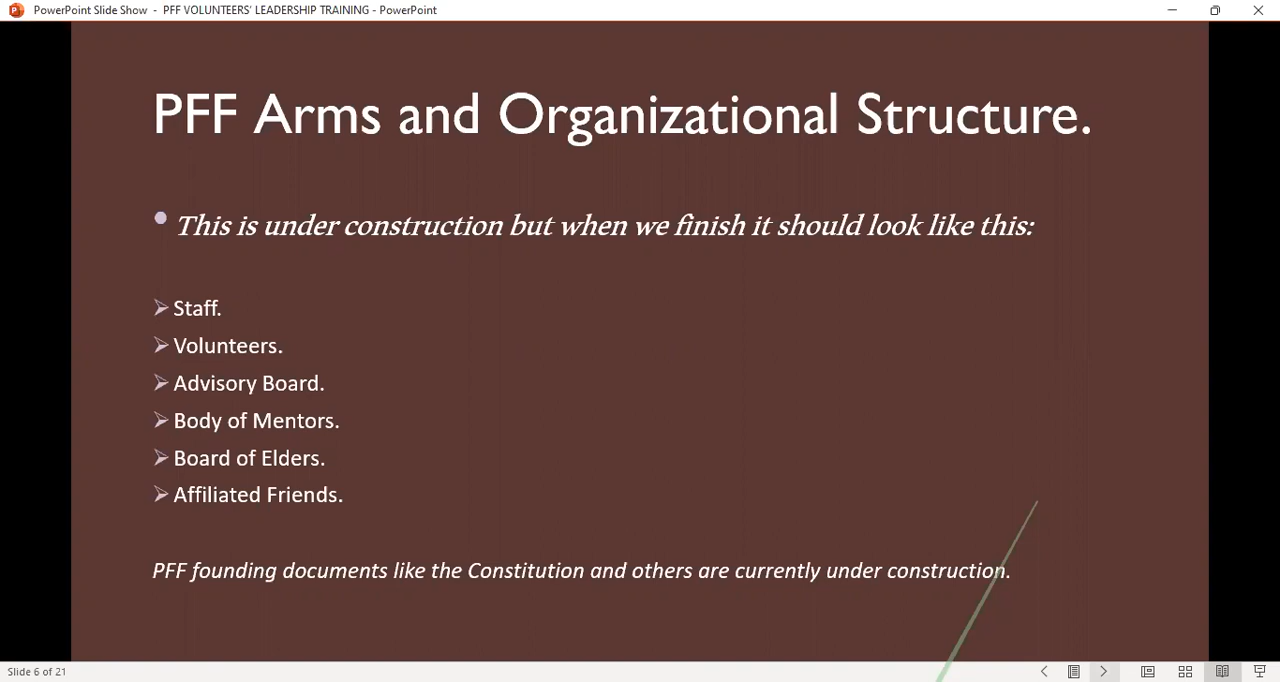 PowerPoint Slide Show - PFF VOLUNTEERS' LEADERSHIP TRAINING - PowerPoint
PFF Arms and Organizational Structure.
This is under construction but when we finish it should look like this:
Staff.
Volunteers.
Advisory Board.
Body of Mentors.
Board of Elders.
Affiliated Friends.
PFF founding documents like the Constitution and others are currently under construction.
Slide 6 of 21